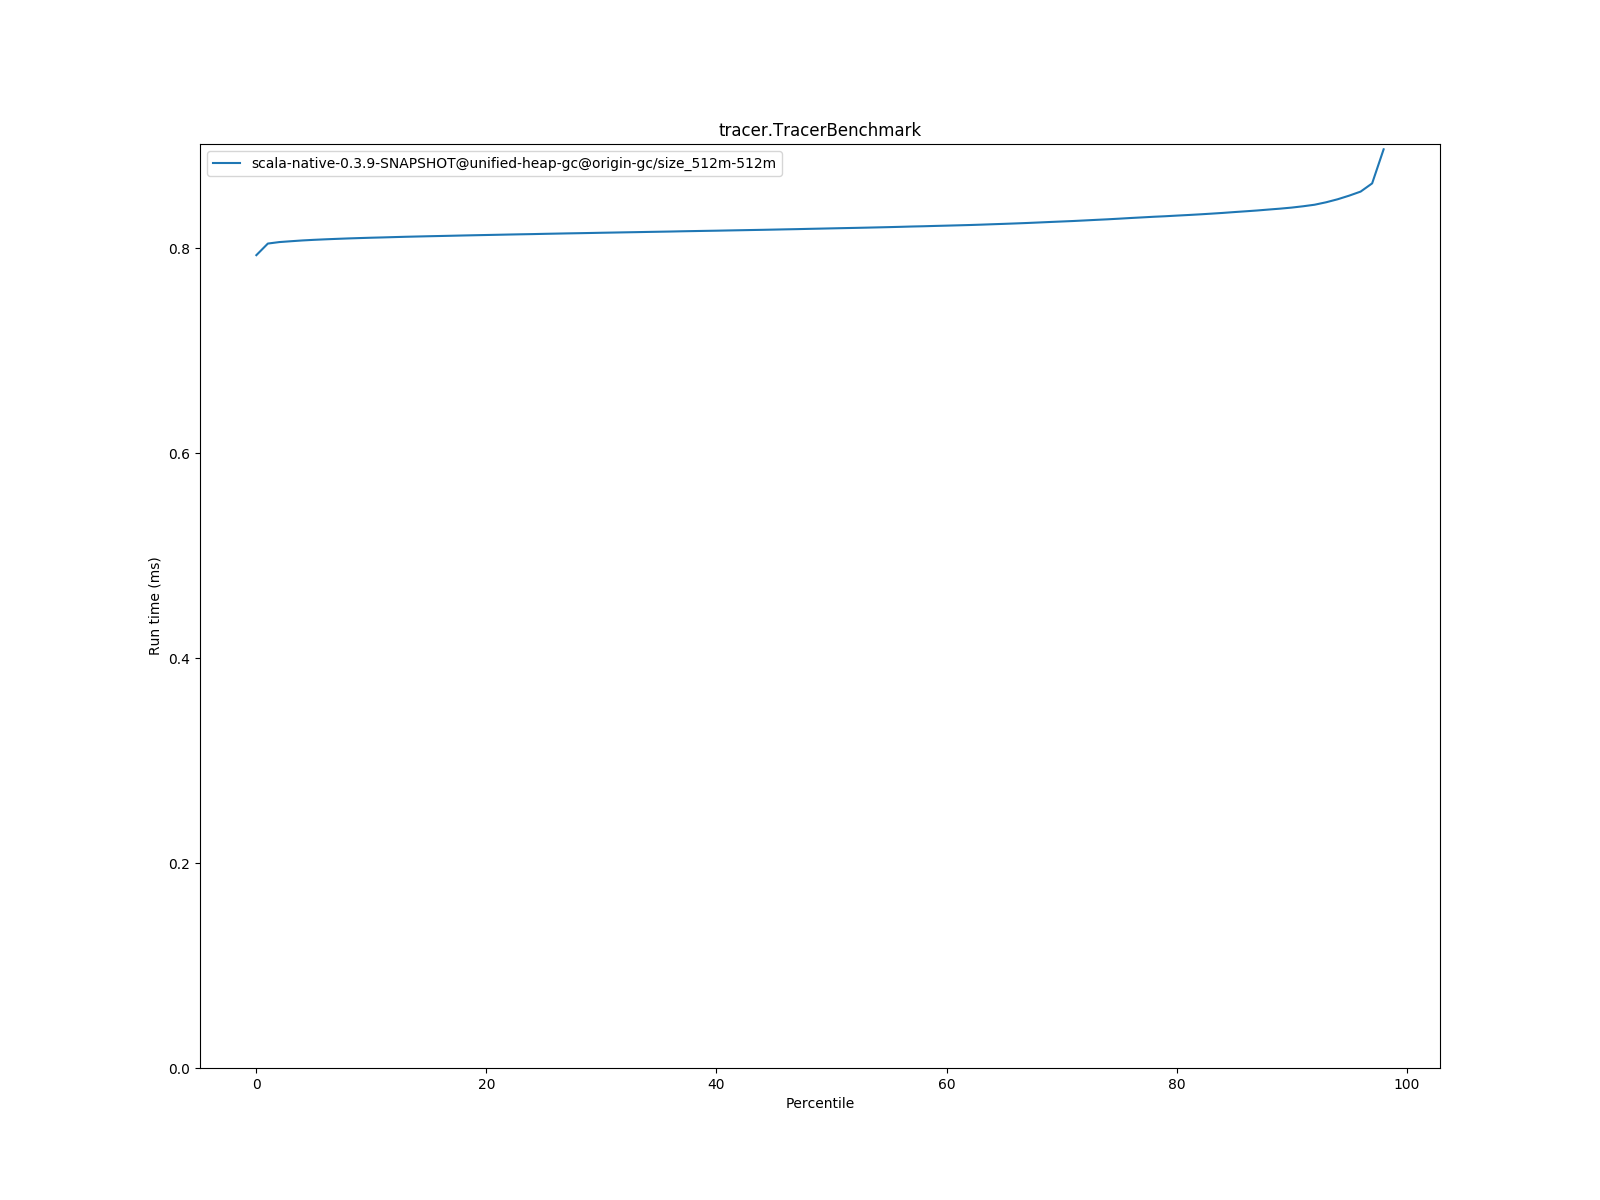 tracer.TracerBenchmark
scala-native-0.3.9-SNAPSHOT@unified-heap-gc@origin-gc/size_512m-512m
0.8
0.6
0.4
0.2
0.0
Run time (ms)
0 20 40 60 80 100
Percentile